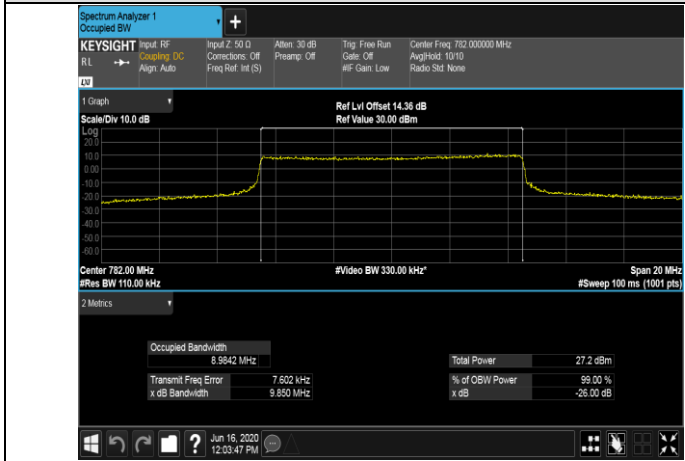 Spectrum Analyzer 1
Occupied BW
+
KEYSIGHT Input: RF Input Z: 50 Ω Atten: 30 dB Trig: Free Run Center Freq: 782.000000 MHz
RL Coupling: DC Corrections: Off Preamp: Off Gate: Off Avg|Hold: 10/10
Align: Auto Freq Ref: Int (S) #IF Gain: Low Radio Std: None
LXI
1 Graph
Ref Lvl Offset 14.36 dB
Scale/Div 10.0 dB Ref Value 30.00 dBm
Log
20.0
10.0
0.00
-10.0
-20.0
-30.0
-40.0
-50.0
-60.0
Center 782.00 MHz #Video BW 330.00 kHz* Span 20 MHz
#Res BW 110.00 kHz #Sweep 100 ms (1001 pts)
2 Metrics
Occupied Bandwidth
8.9842 MHz Total Power 27.2 dBm
Transmit Freq Error 7.602 kHz % of OBW Power 99.00 %
x dB Bandwidth 9.850 MHz x dB -26.00 dB
? Jun 16, 2020
12:03:47 PM